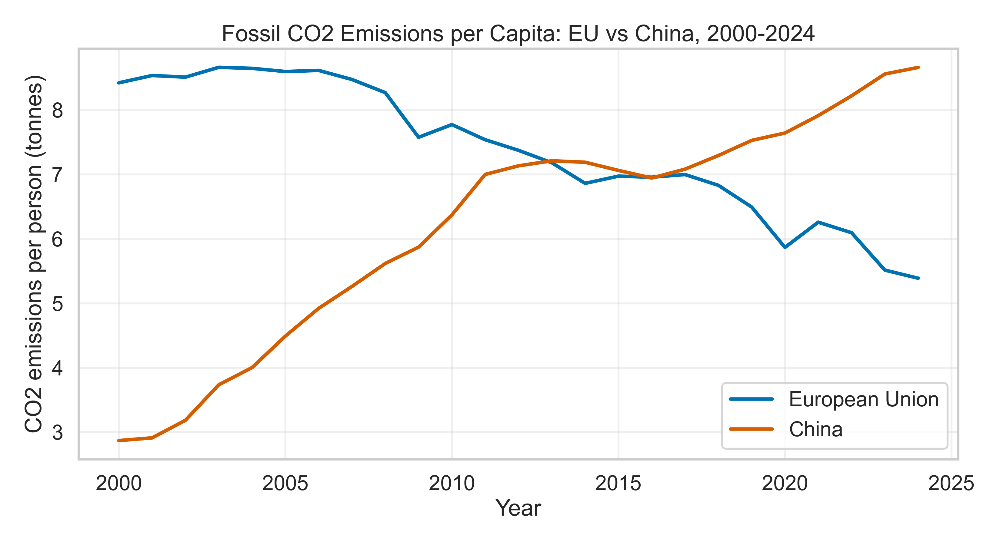 Fossil CO2 Emissions per Capita: EU vs China, 2000-2024
CO2 emissions per person (tonnes)
8
7
6
5
4
3
European Union
China
2000 2005 2010 2015 2020 2025
Year